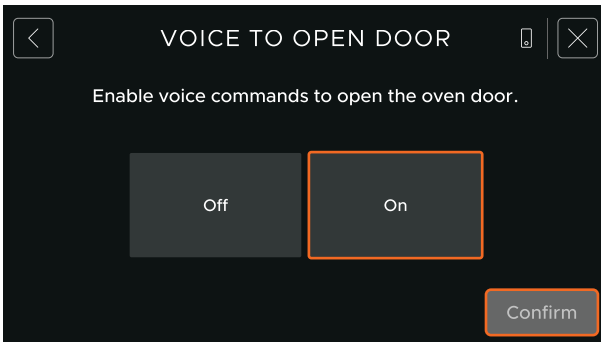 VOICE TO OPEN DOOR
Enable voice commands to open the oven door.
Off
On
Confirm